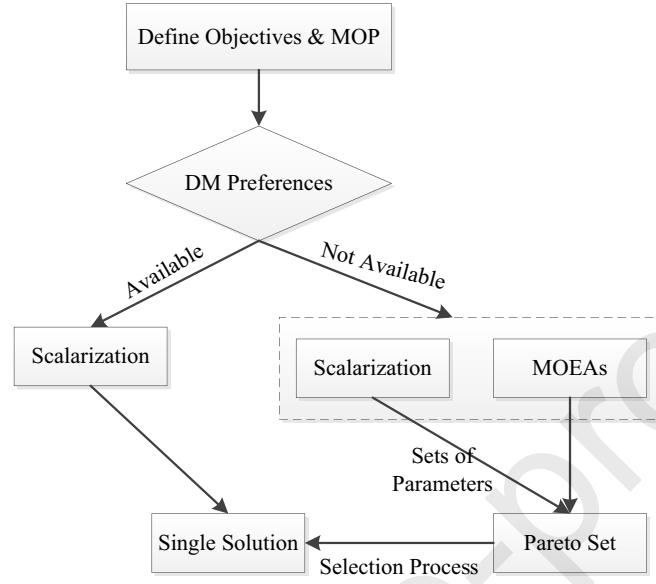 Define Objectives & MOP
DM Preferences
Available
Not Available
Scalarization
Scalarization
MOEAs
Sets of
Parameters
Single Solution
Selection Process
Pareto Set